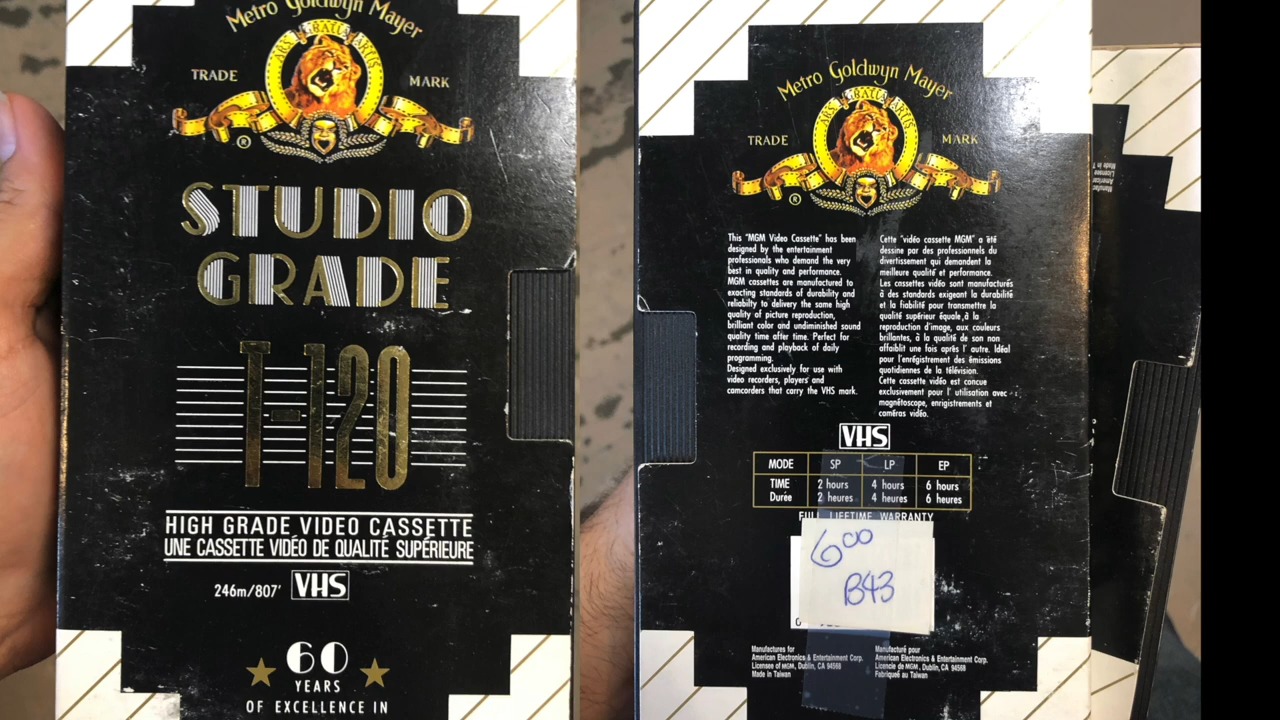 Metro Goldwyn Mayer
ARS GRATIA ARTIS
TRADE MARK
®
STUDIO
GRADE
T-120
HIGH GRADE VIDEO CASSETTE
UNE CASSETTE VIDÉO DE QUALITÉ SUPÉRIEURE
246m/807' VHS
60
YEARS
OF EXCELLENCE IN
Metro Goldwyn Mayer
ARS GRATIA ARTIS
TRADE MARK
®
This "MGM Video Cassette" has been
designed by the entertainment
professionals who demand the very
best in quality and performance.
MGM cassettes are manufactured to
exacting standards of durability and
reliabilty to delivery the same high
quality of picture reproduction,
brilliant color and undiminished sound
quality time after time. Perfect for
recording and playback of daily
programming.
Designed exclusively for use with
video recorders, players and
camcorders that carry the VHS mark.
Cette "vidéo cassette MGM" a été
dessine par des professionels du
divertissement qui demandent la
meilleure qualité et performance.
Les cassettes vidéo sont manufacturés
à des standards exigeant la durabilité
et la fiabilité pour transmettre la
qualité supérieur équale,à la
reproduction d'image, aux couleurs
brillantes, à la qualité de son non
affaiblit une fois après l' autre. Idéal
pour l'enrégistrement des émissions
quotidiennes de la télévision.
Cette cassette vidéo est concue
exclusivement pour l' utilisation avec
magnétoscope, enrigistrements et
caméras vidéo.
VHS
MODE SP LP EP
TIME 2 hours 4 hours 6 hours
Durée 2 heures 4 heures 6 heures
FULL LIFETIME WARRANTY
600
B43
Manufactures for
American Electronics & Entertainment Corp.
Licensee of MGM, Dublin, CA 94568
Made in Taiwan
Manufacturé pour
American Electronics & Entertainment Corp.
Licencie de MGM, Dublin, CA 94568
Fabriqueé au Taiwan